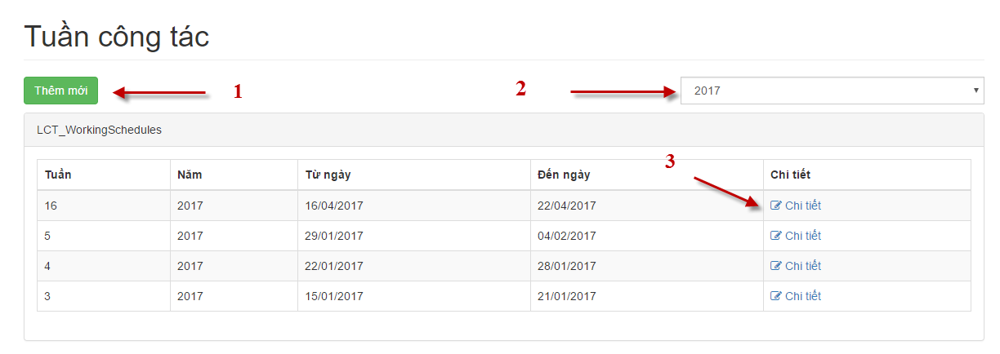 Tuần công tác
Thêm mới 1 2 2017
LCT_WorkingSchedules
3
Tuần Năm Từ ngày Đến ngày Chi tiết
16 2017 16/04/2017 22/04/2017 Chi tiết
5 2017 29/01/2017 04/02/2017 Chi tiết
4 2017 22/01/2017 28/01/2017 Chi tiết
3 2017 15/01/2017 21/01/2017 Chi tiết